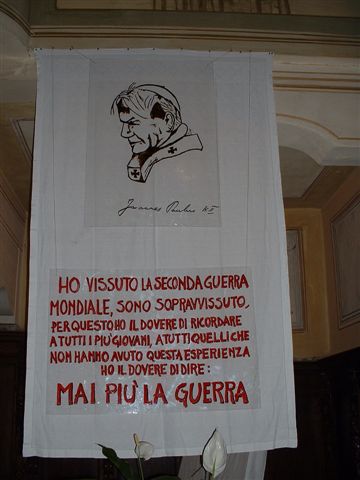 Joannes Paulus II
HO VISSUTO LA SECONDA GUERRA
MONDIALE, SONO SOPRAVVISSUTO,
PER QUESTO HO IL DOVERE DI RICORDARE
A TUTTI I PIU' GIOVANI, A TUTTI QUELLI CHE
NON HANNO AVUTO QUESTA ESPERIENZA
HO IL DOVERE DI DIRE:
MAI PIU' LA GUERRA